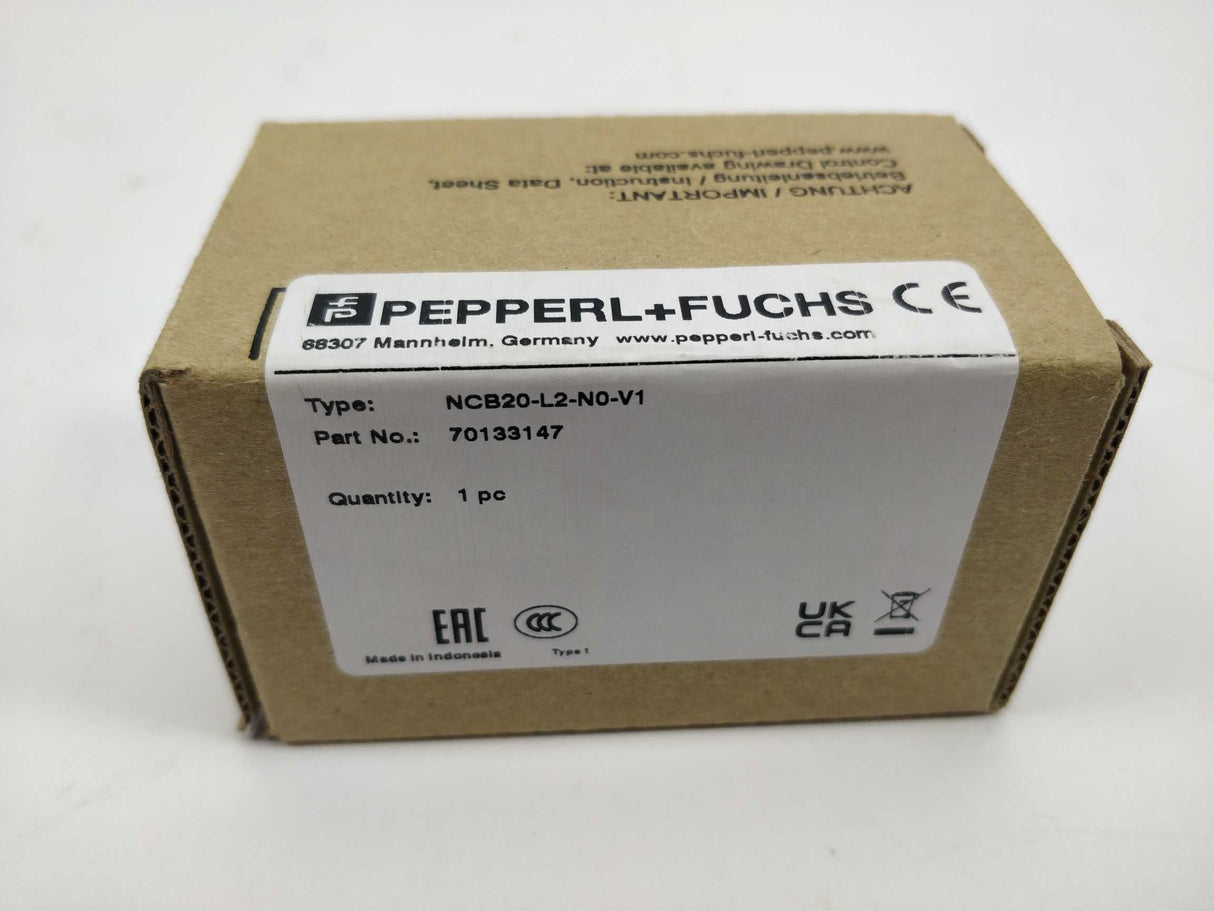 ACHTUNG / IMPORTANT:
Betriebsanleitung / Instruction, Data Sheet,
Control Drawing available at:
www.pepperl-fuchs.com
PEPPERL+FUCHS CE
68307 Mannheim, Germany www.pepperl-fuchs.com
Type: NCB20-L2-N0-V1
Part No.: 70133147
Quantity: 1 pc
EAC CCC
UK
CA
Made in Indonesia Type 1